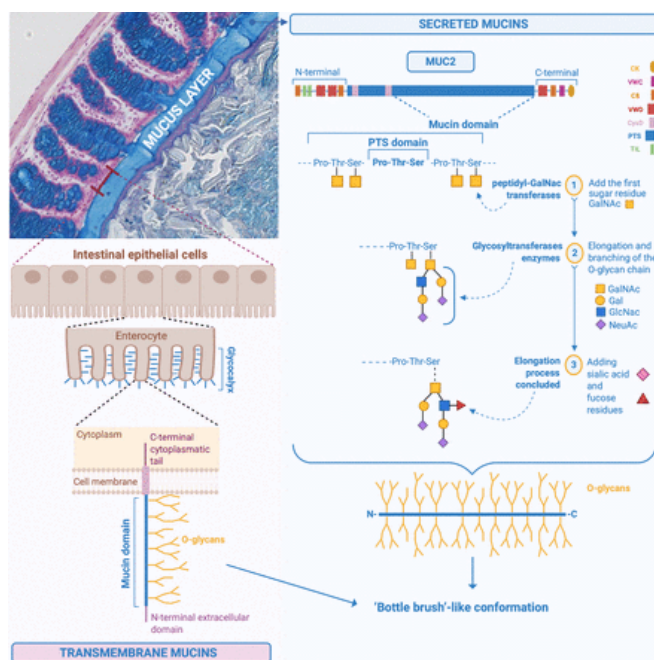 SECRETED MUCINS
MUC2
N-terminal
C-terminal
CK
VWC
C8
VWD
CysD
PTS
TIL
Mucin domain
PTS domain
Pro-Thr-Ser
Pro-Thr-Ser
Pro-Thr-Ser
peptidyl-GalNac
transferases
1
Add the first
sugar residue
GalNAc
Glycosyltransferases
enzymes
2
Elongation and
branching of the
O-glycan chain
Pro-Thr-Ser
GalNAc
Gal
GlcNac
NeuAc
Elongation
process
concluded
3
Adding
sialic acid
and
fucose
residues
Pro-Thr-Ser
O-glycans
N-
-C
'Bottle brush'-like conformation
MUCUS LAYER
Intestinal epithelial cells
Enterocyte
Glycocalyx
Cytoplasm
C-terminal
cytoplasmatic
tail
Cell membrane
Mucin domain
O-glycans
N-terminal extracellular
domain
TRANSMEMBRANE MUCINS